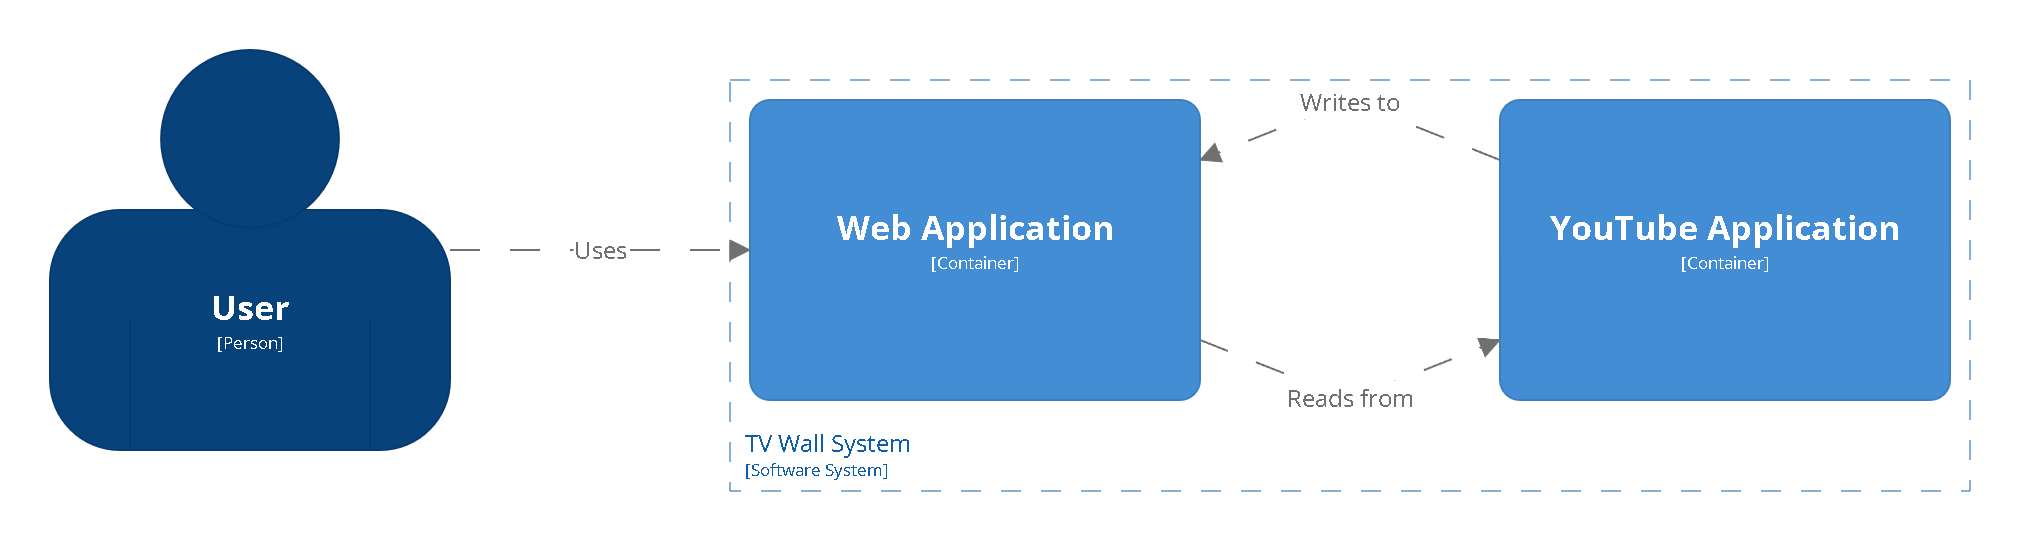 User
[Person]
Uses
Web Application
[Container]
Writes to
Reads from
YouTube Application
[Container]
TV Wall System
[Software System]